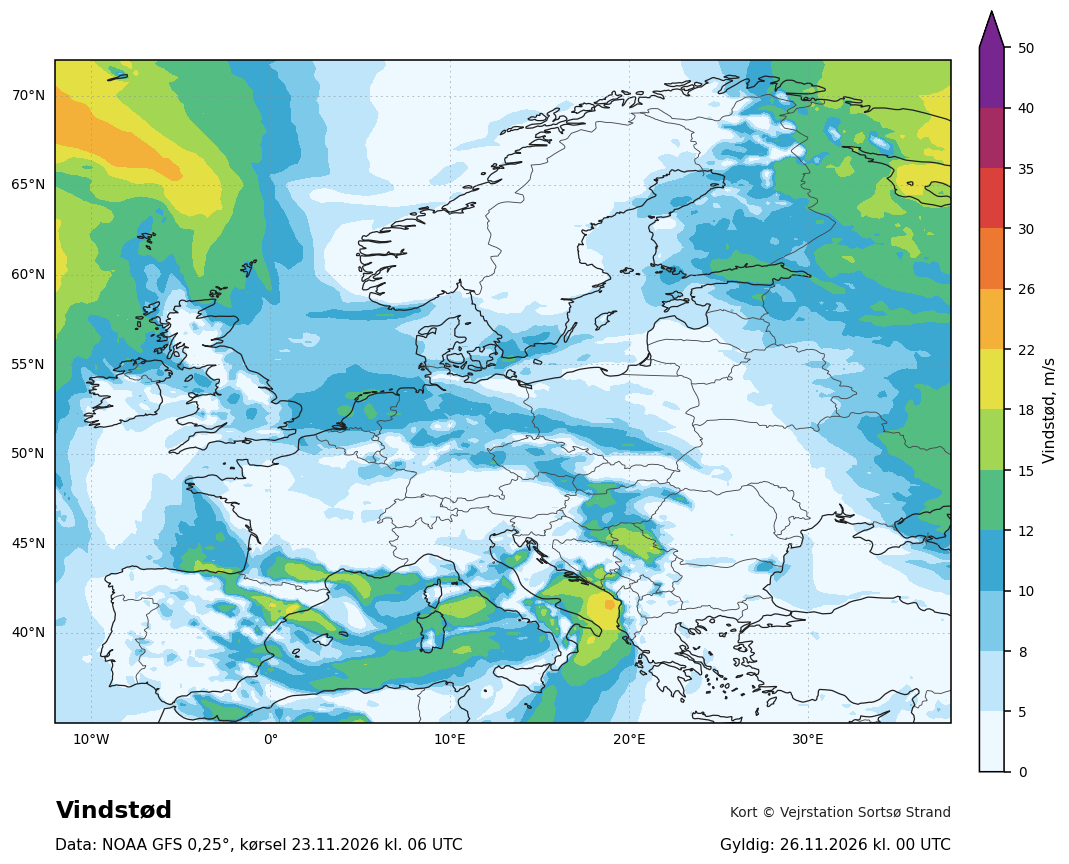 50
40
35
30
26
22
18
15
12
10
8
5
0
Vindstød, m/s
70°N
65°N
60°N
55°N
50°N
45°N
40°N
10°W
0°
10°E
20°E
30°E
Vindstød
Kort © Vejrstation Sortsø Strand
Data: NOAA GFS 0,25°, kørsel 23.11.2026 kl. 06 UTC
Gyldig: 26.11.2026 kl. 00 UTC